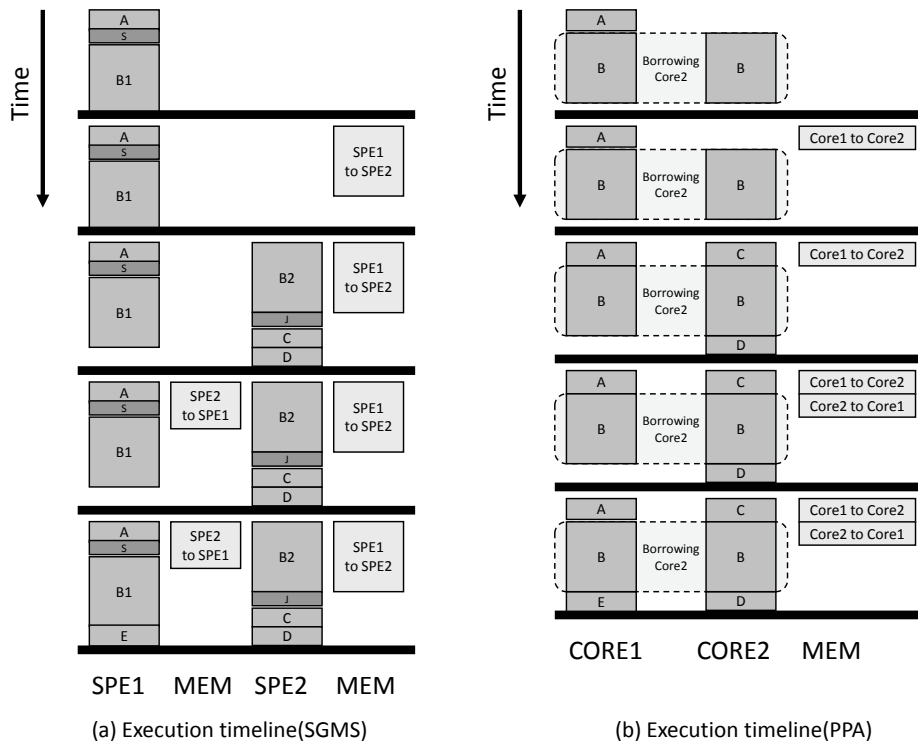 Time
A
S
B1
A
S
B1
SPE1
to SPE2
A
S
B1
B2
J
C
D
SPE1
to SPE2
A
S
B1
SPE2
to SPE1
B2
J
C
D
SPE1
to SPE2
A
S
B1
E
SPE2
to SPE1
B2
J
C
D
SPE1
to SPE2
SPE1 MEM SPE2 MEM
(a) Execution timeline(SGMS)
Time
A
B
Borrowing
Core2
B
A
B
Borrowing
Core2
B
Core1 to Core2
A
B
Borrowing
Core2
C
B
D
Core1 to Core2
A
B
Borrowing
Core2
C
B
D
Core1 to Core2
Core2 to Core1
A
B
E
Borrowing
Core2
C
B
D
Core1 to Core2
Core2 to Core1
CORE1 CORE2 MEM
(b) Execution timeline(PPA)